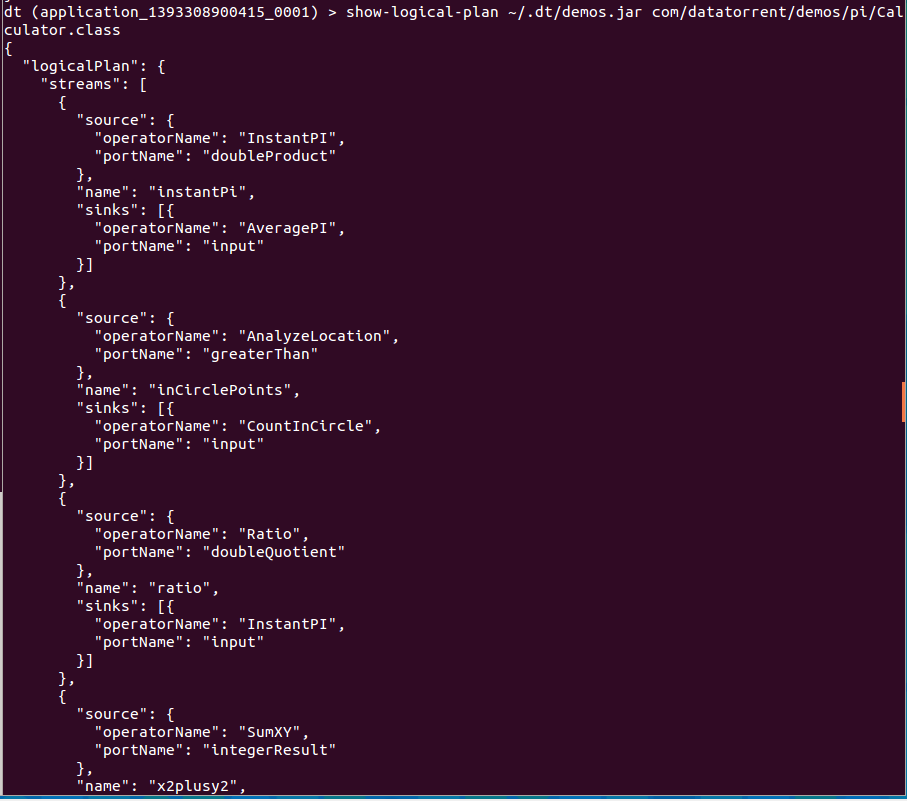 dt (application_1393308900415_0001) > show-logical-plan ~/.dt/demos.jar com/datatorrent/demos/pi/Cal
culator.class
{
  "logicalPlan": {
    "streams": [
      {
        "source": {
          "operatorName": "InstantPI",
          "portName": "doubleProduct"
        },
        "name": "instantPi",
        "sinks": [{
          "operatorName": "AveragePI",
          "portName": "input"
        }]
      },
      {
        "source": {
          "operatorName": "AnalyzeLocation",
          "portName": "greaterThan"
        },
        "name": "inCirclePoints",
        "sinks": [{
          "operatorName": "CountInCircle",
          "portName": "input"
        }]
      },
      {
        "source": {
          "operatorName": "Ratio",
          "portName": "doubleQuotient"
        },
        "name": "ratio",
        "sinks": [{
          "operatorName": "InstantPI",
          "portName": "input"
        }]
      },
      {
        "source": {
          "operatorName": "SumXY",
          "portName": "integerResult"
        },
        "name": "x2plusy2",